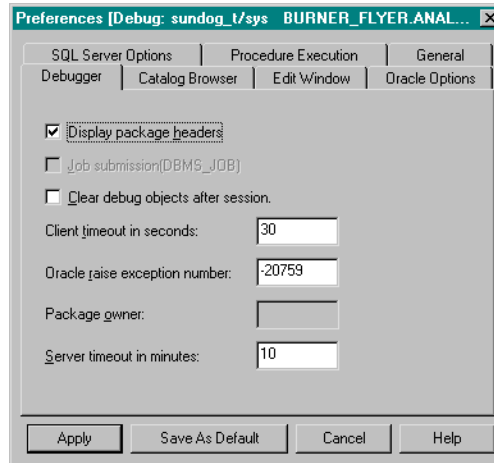 Preferences [Debug: sundog_t/sys BURNER_FLYER.ANAL...
SQL Server Options Procedure Execution General
Debugger Catalog Browser Edit Window Oracle Options
Display package headers
Job submission(DBMS_JOB)
Clear debug objects after session.
Client timeout in seconds: 30
Oracle raise exception number: -20759
Package owner:
Server timeout in minutes: 10
Apply Save As Default Cancel Help